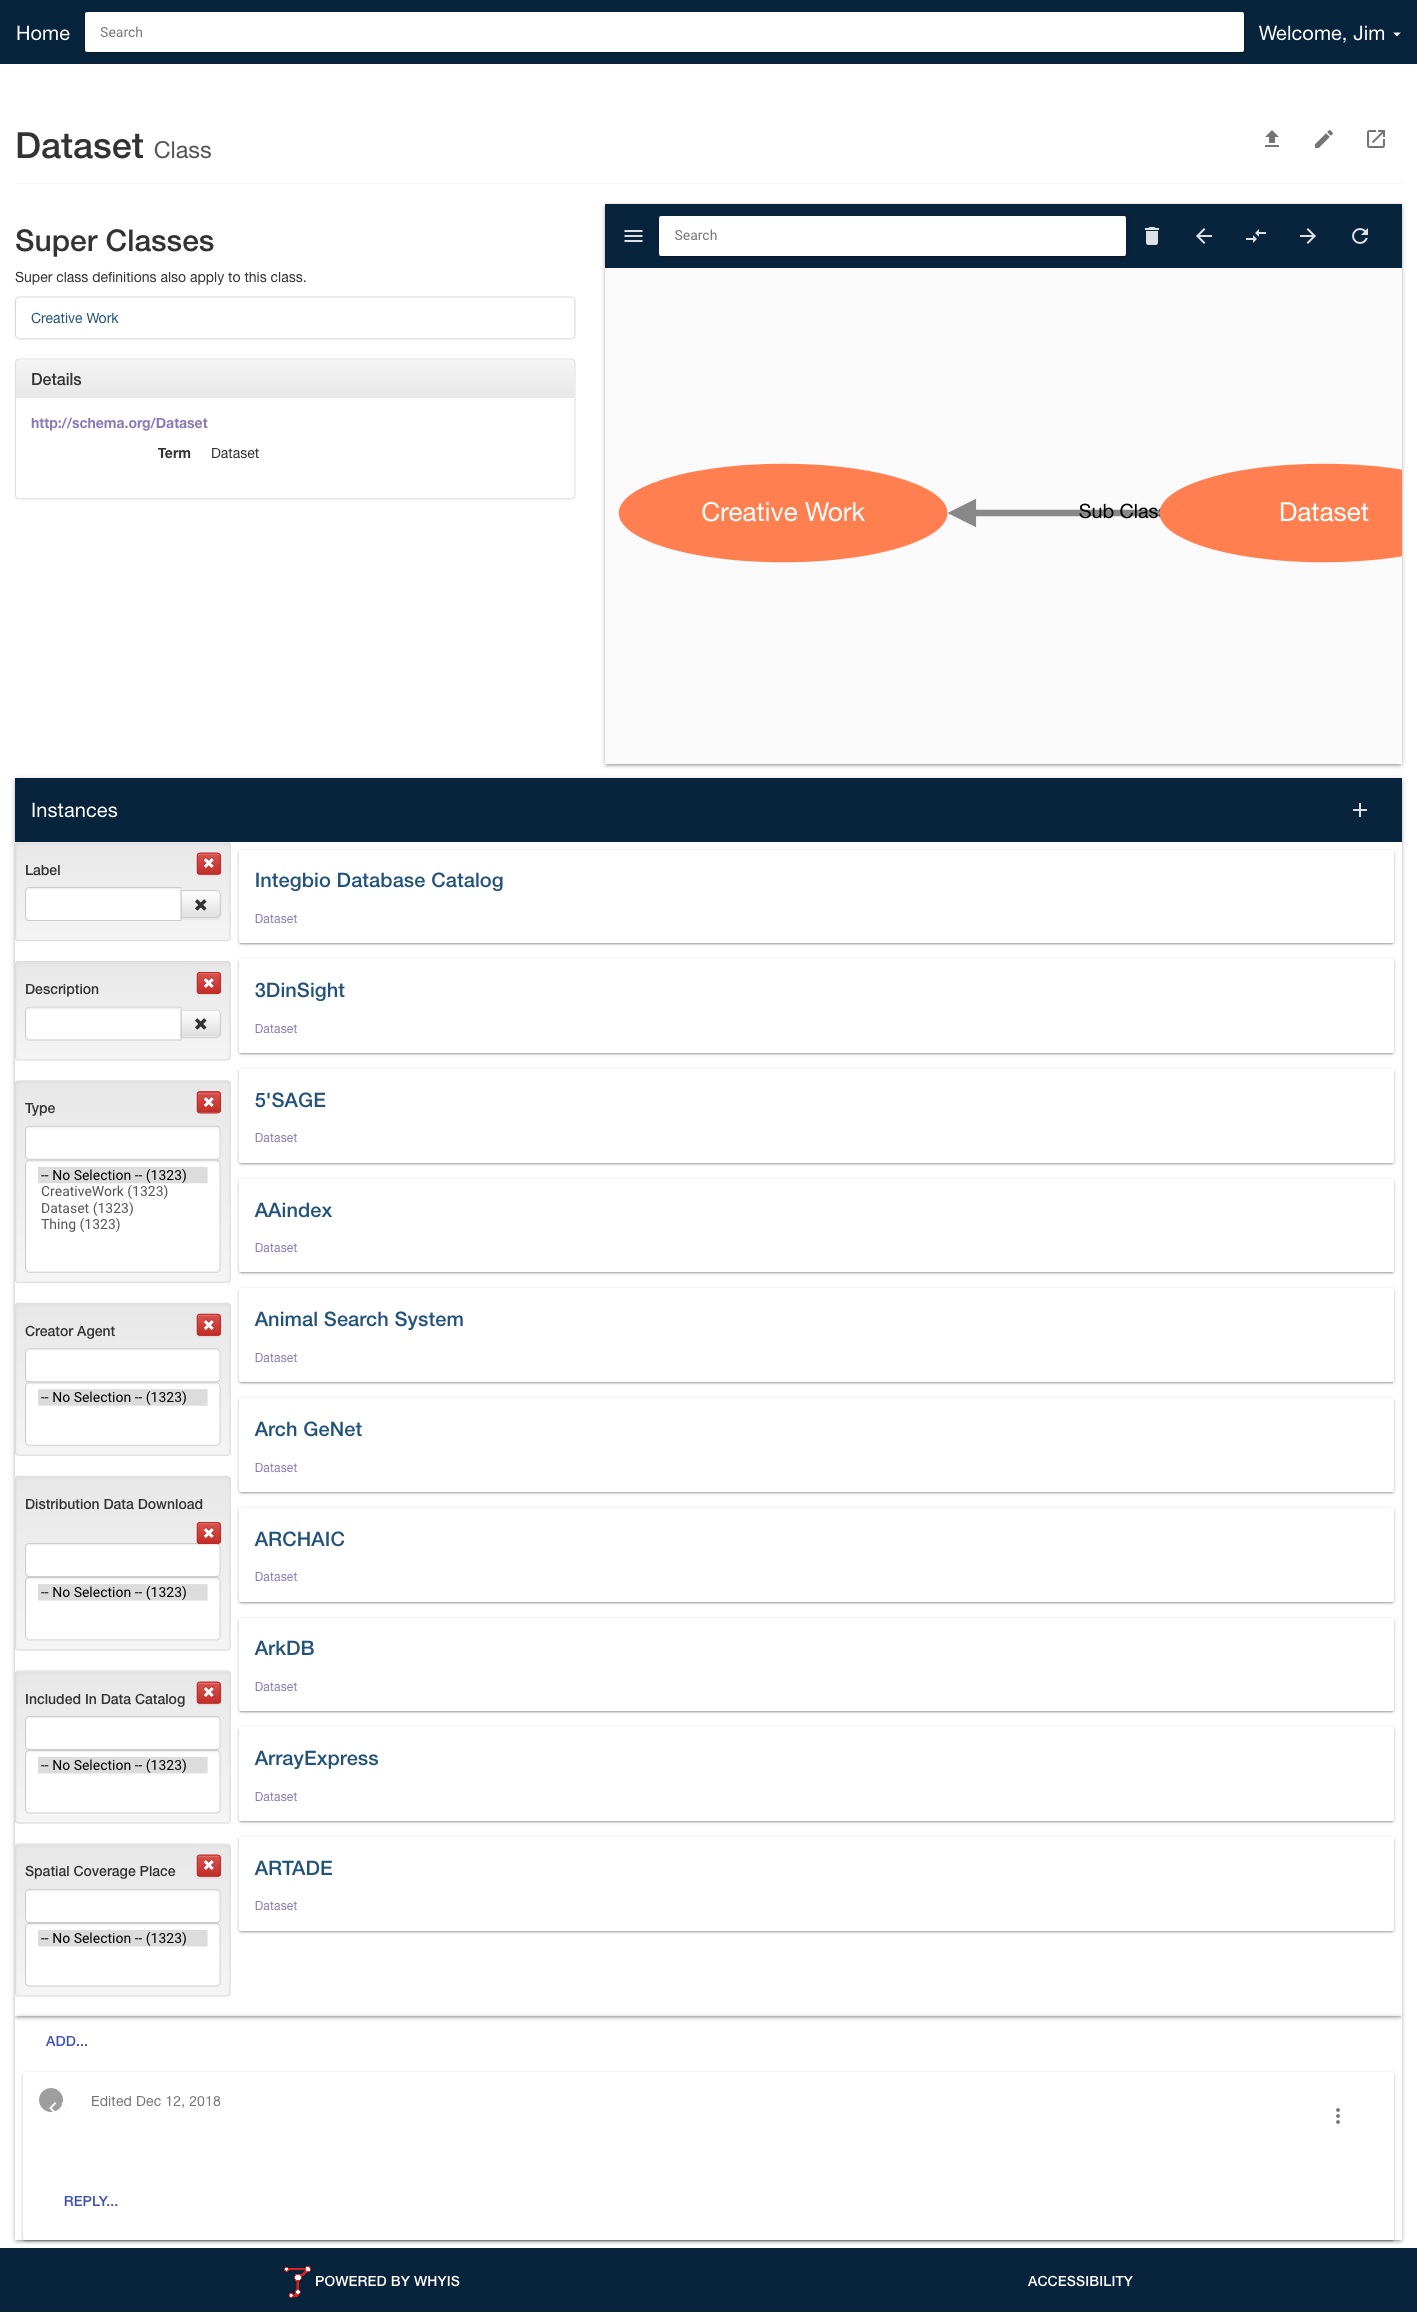 Home
Search
Welcome, Jim
Dataset Class
Super Classes
Super class definitions also apply to this class.
Creative Work
Details
http://schema.org/Dataset
Term Dataset
Search
Creative Work
Sub Clas
Dataset
Instances
Label
Description
Type
-- No Selection -- (1323)
CreativeWork (1323)
Dataset (1323)
Thing (1323)
Creator Agent
-- No Selection -- (1323)
Distribution Data Download
-- No Selection -- (1323)
Included In Data Catalog
-- No Selection -- (1323)
Spatial Coverage Place
-- No Selection -- (1323)
Integbio Database Catalog
Dataset
3DinSight
Dataset
5'SAGE
Dataset
AAindex
Dataset
Animal Search System
Dataset
Arch GeNet
Dataset
ARCHAIC
Dataset
ArkDB
Dataset
ArrayExpress
Dataset
ARTADE
Dataset
ADD...
Edited Dec 12, 2018
REPLY...
POWERED BY WHYIS
ACCESSIBILITY